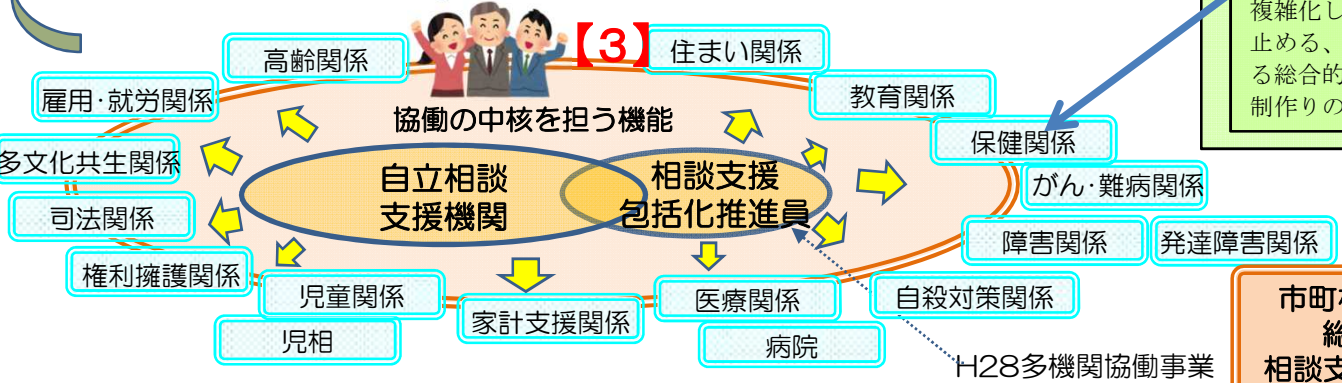 複雑化し
止める、
る総合的
制作りの
【3】
高齢関係
住まい関係
雇用・就労関係
教育関係
協働の中核を担う機能
保健関係
多文化共生関係
自立相談
支援機関
相談支援
包括化推進員
がん・難病関係
司法関係
障害関係
発達障害関係
権利擁護関係
児童関係
医療関係
自殺対策関係
家計支援関係
児相
病院
H28多機関協働事業
市町
総
相談支